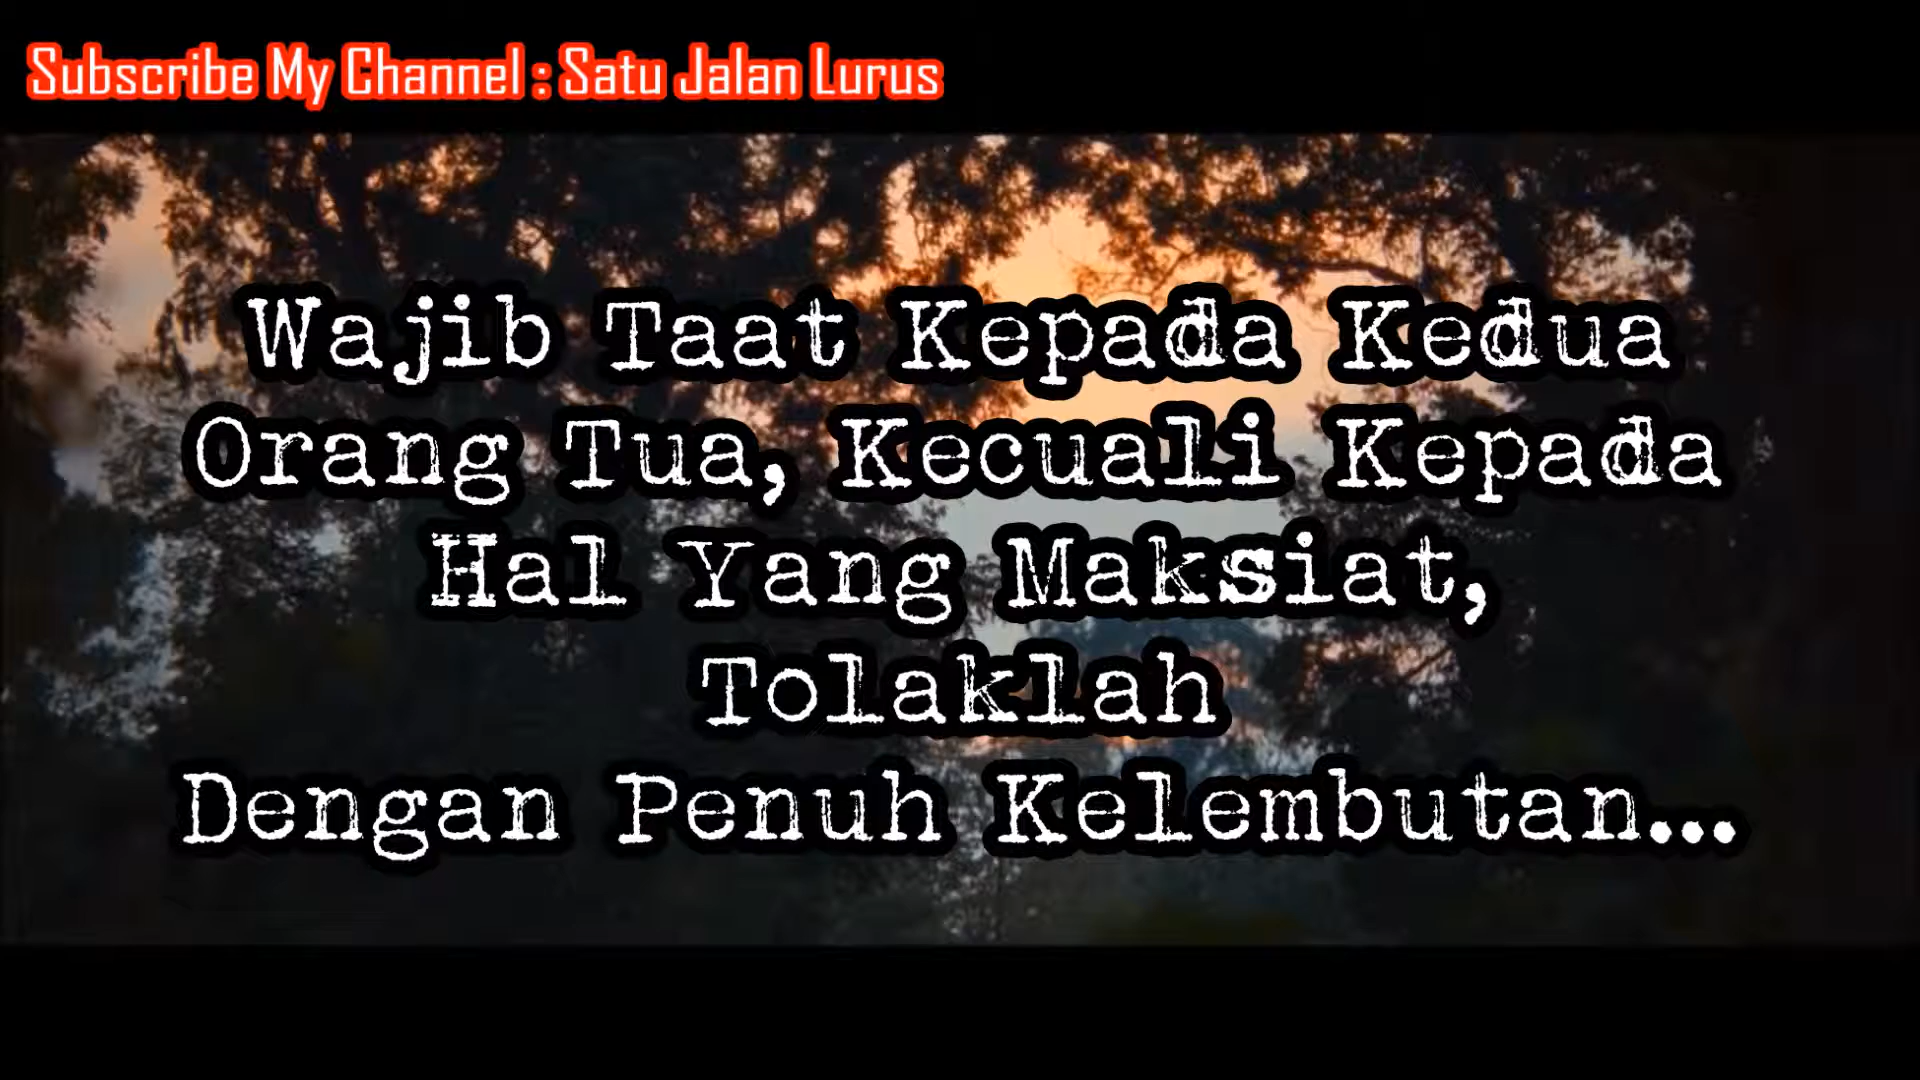 Subscribe My Channel : Satu Jalan Lurus
Wajib Taat Kepada Kedua
Orang Tua, Kecuali Kepada
Hal Yang Maksiat,
Tolaklah
Dengan Penuh Kelembutan...